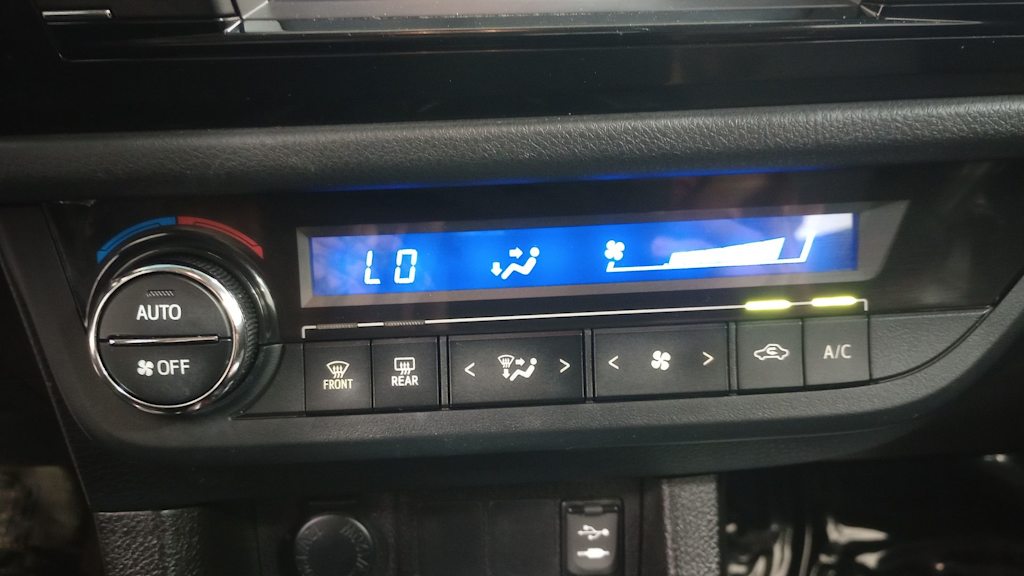 LO
AUTO
OFF
FRONT
REAR
< >
< >
A/C